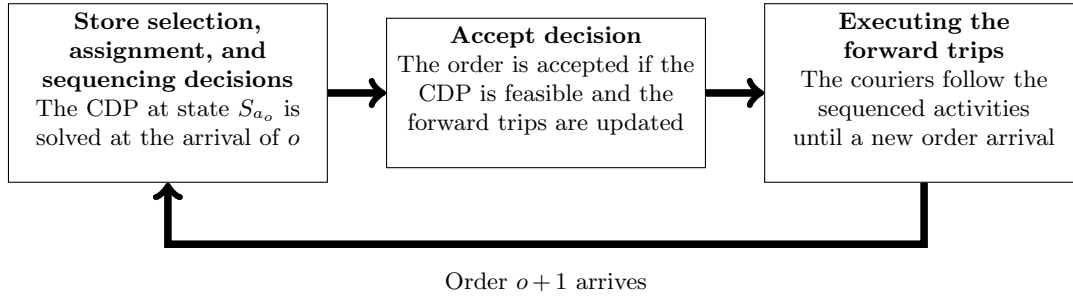 Store selection,
assignment, and
sequencing decisions
The CDP at state $S_{a_o}$ is
solved at the arrival of $o$
Accept decision
The order is accepted if the
CDP is feasible and the
forward trips are updated
Executing the
forward trips
The couriers follow the
sequenced activities
until a new order arrival
Order $o + 1$ arrives